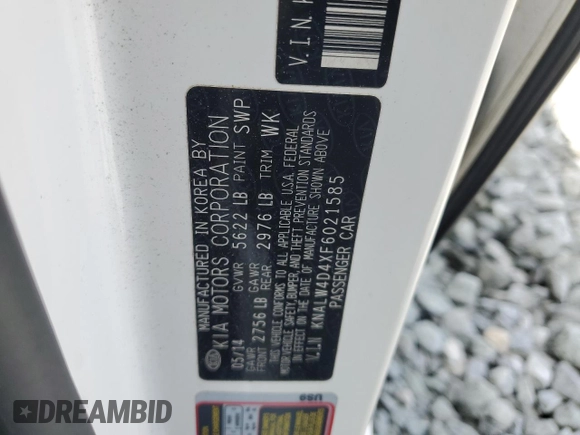 V.I.N.
MANUFACTURED IN KOREA BY
KIA MOTORS CORPORATION
05/14 GVWR 5622 LB PAINT SWP
GAWR FRONT 2756 LB GAWR REAR 2976 LB TRIM WK
THIS VEHICLE CONFORMS TO ALL APPLICABLE U.S.A. FEDERAL
MOTOR VEHICLE SAFETY, BUMPER, AND THEFT PREVENTION STANDARDS
IN EFFECT ON THE DATE OF MANUFACTURE SHOWN ABOVE
V.I.N KNALW4D4XF6021585
PASSENGER CAR
DREAMBID